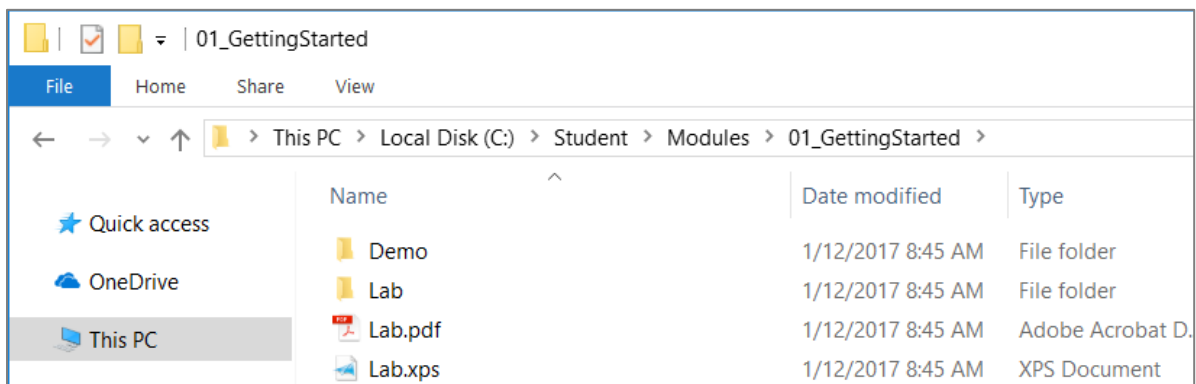 01_GettingStarted
File Home Share View
This PC > Local Disk (C:) > Student > Modules > 01_GettingStarted >
Name Date modified Type
Quick access
OneDrive
This PC
Demo 1/12/2017 8:45 AM File folder
Lab 1/12/2017 8:45 AM File folder
PDF Lab.pdf 1/12/2017 8:45 AM Adobe Acrobat D.
Lab.xps 1/12/2017 8:45 AM XPS Document